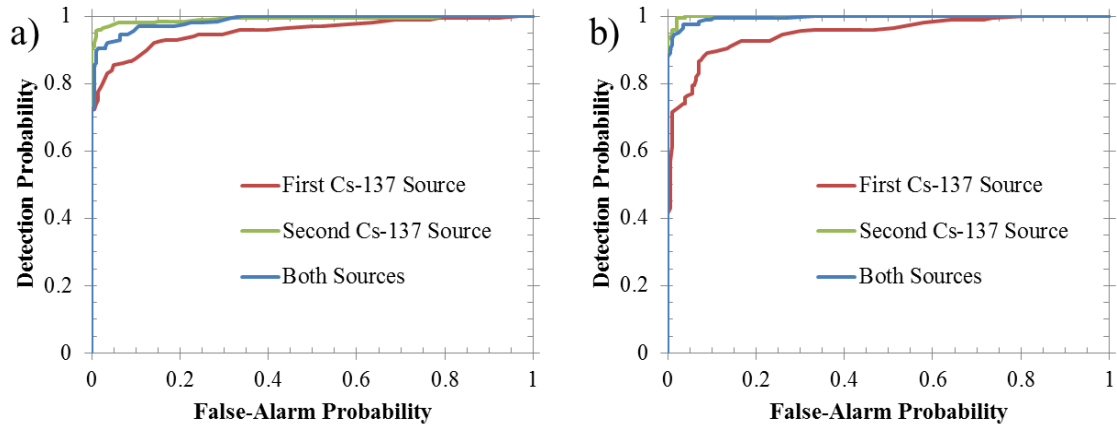 a)
Detection Probability
1
0.8
0.6
0.4
0.2
0
First Cs-137 Source
Second Cs-137 Source
Both Sources
0 0.2 0.4 0.6 0.8 1
False-Alarm Probability
b)
Detection Probability
1
0.8
0.6
0.4
0.2
0
First Cs-137 Source
Second Cs-137 Source
Both Sources
0 0.2 0.4 0.6 0.8 1
False-Alarm Probability